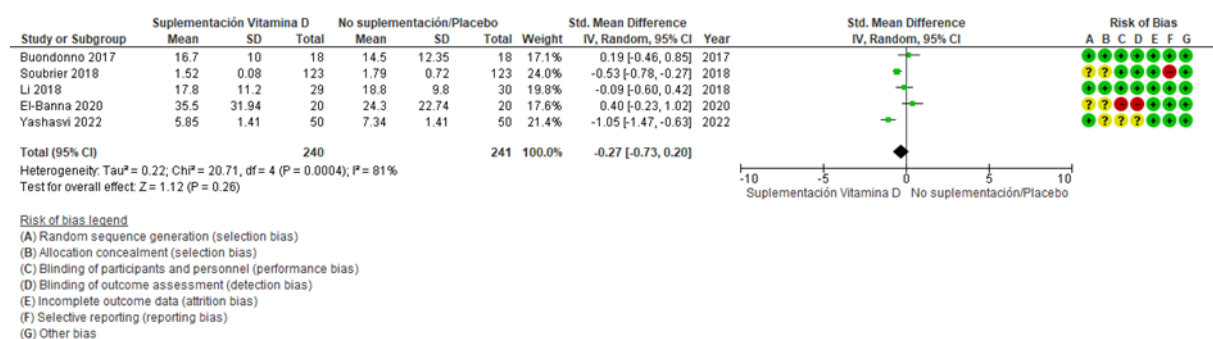 Suplementación Vitamina D No suplementación/Placebo Std. Mean Difference Std. Mean Difference Risk of Bias
Study or Subgroup Mean SD Total Mean SD Total Weight IV, Random, 95% CI Year IV, Random, 95% CI A B C D E F G
Buondonno 2017 16.7 10 18 14.5 12.35 18 17.1% 0.19 [-0.46, 0.85] 2017 + + + + + + +
Soubrier 2018 1.52 0.08 123 1.79 0.72 123 24.0% -0.53 [-0.78, -0.27] 2018 ? ? + + + - +
Li 2018 17.8 11.2 29 18.8 9.8 30 19.8% -0.09 [-0.60, 0.42] 2018 + + + + + + +
El-Banna 2020 35.5 31.94 20 24.3 22.74 20 17.6% 0.40 [-0.23, 1.02] 2020 ? ? - - + + +
Yashasvi 2022 5.85 1.41 50 7.34 1.41 50 21.4% -1.05 [-1.47, -0.63] 2022 + ? ? ? + + +
Total (95% CI) 240 241 100.0% -0.27 [-0.73, 0.20]
Heterogeneity: Tau² = 0.22; Chi² = 20.71, df = 4 (P = 0.0004); I² = 81%
Test for overall effect: Z = 1.12 (P = 0.26)
-10 -5 0 5 10
Suplementación Vitamina D No suplementación/Placebo
Risk of bias legend
(A) Random sequence generation (selection bias)
(B) Allocation concealment (selection bias)
(C) Blinding of participants and personnel (performance bias)
(D) Blinding of outcome assessment (detection bias)
(E) Incomplete outcome data (attrition bias)
(F) Selective reporting (reporting bias)
(G) Other bias